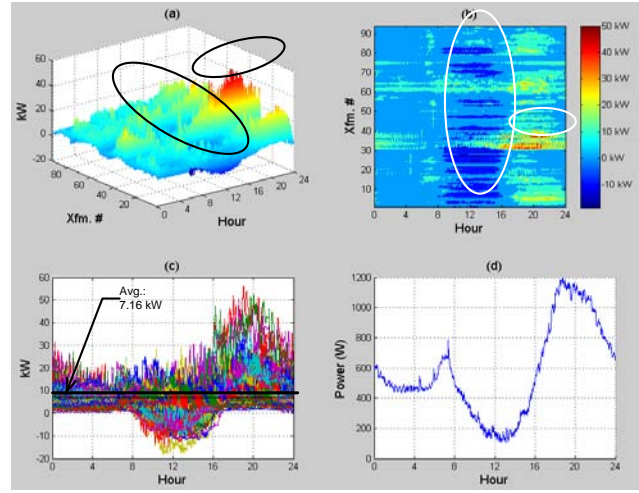 (a)
60
40
20
0
-20
kW
80
60
40
20
0
Xfm. #
0
4
8
12
16
20
24
Hour
(b)
90
80
70
60
50
40
30
20
10
Xfm. #
0 4 8 12 16 20 24
Hour
50 kW
40 kW
30 kW
20 kW
10 kW
0 kW
-10 kW
(c)
60
50
40
30
20
10
0
-10
-20
kW
Avg.:
7.16 kW
0 4 8 12 16 20 24
Hour
(d)
1200
1000
800
600
400
200
0
Power (W)
0 4 8 12 16 20 24
Hour